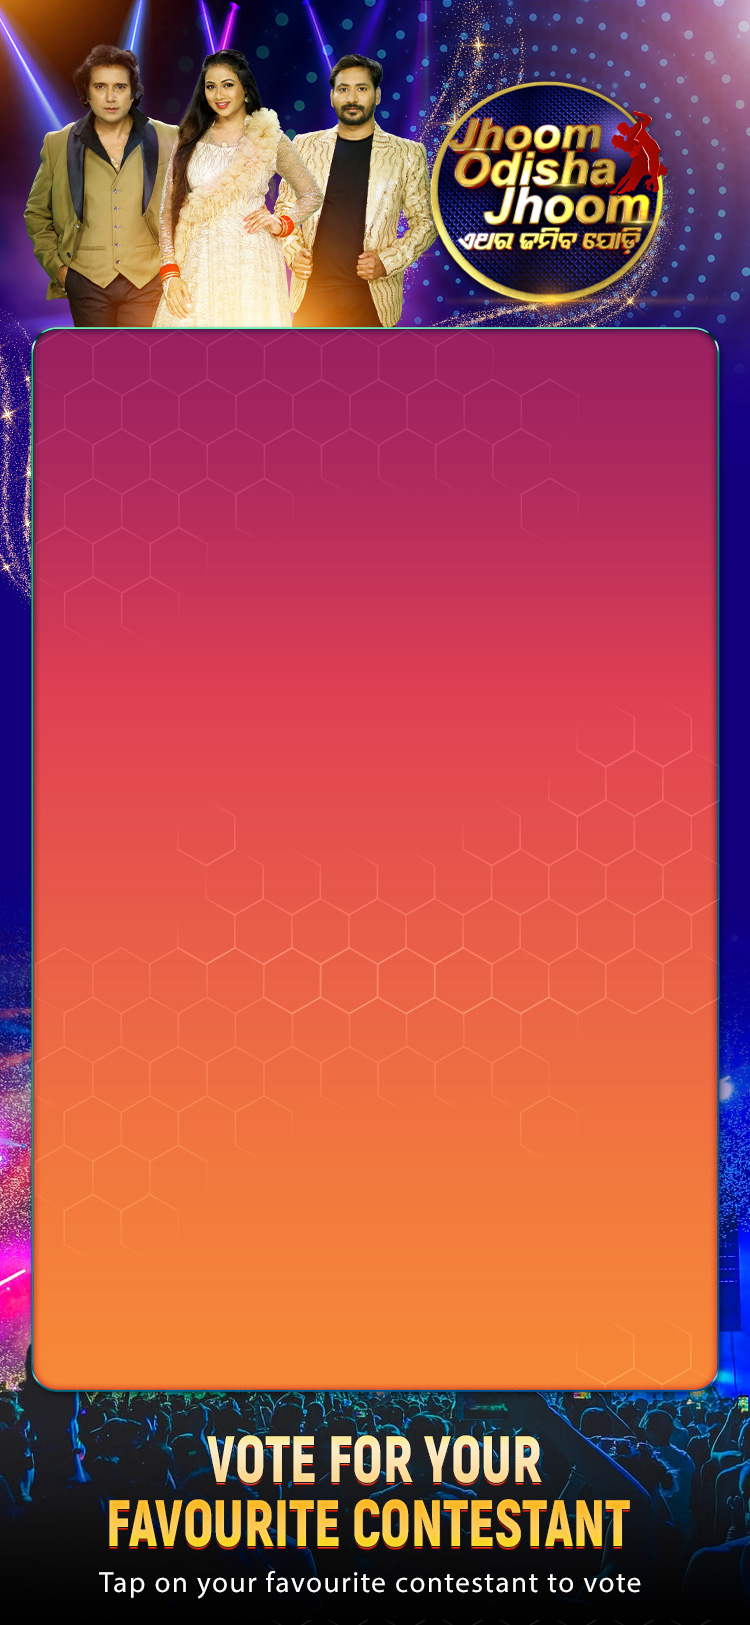 Jhoom
Odisha
Jhoom
ଏଥର ଜମିବ ଯୋଡ଼ି
VOTE FOR YOUR
FAVOURITE CONTESTANT
Tap on your favourite contestant to vote